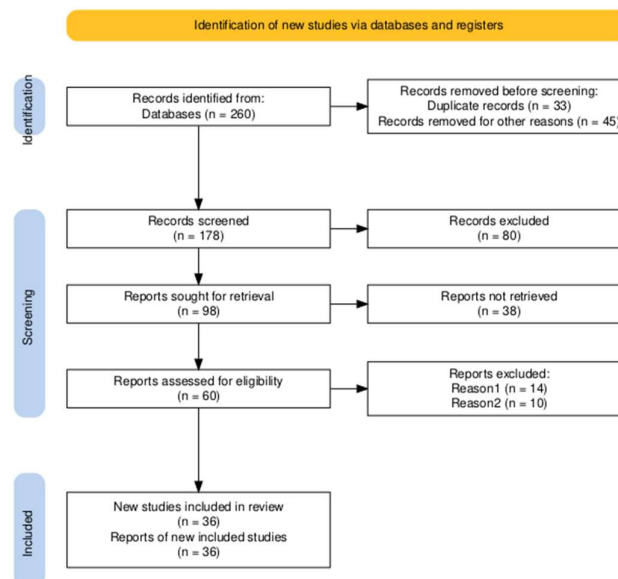 Identification of new studies via databases and registers
Identification
Records identified from:
Databases (n = 260)
Records removed before screening:
Duplicate records (n = 33)
Records removed for other reasons (n = 45)
Screening
Records screened
(n = 178)
Records excluded
(n = 80)
Reports sought for retrieval
(n = 98)
Reports not retrieved
(n = 38)
Reports assessed for eligibility
(n = 60)
Reports excluded:
Reason1 (n = 14)
Reason2 (n = 10)
Included
New studies included in review
(n = 36)
Reports of new included studies
(n = 36)